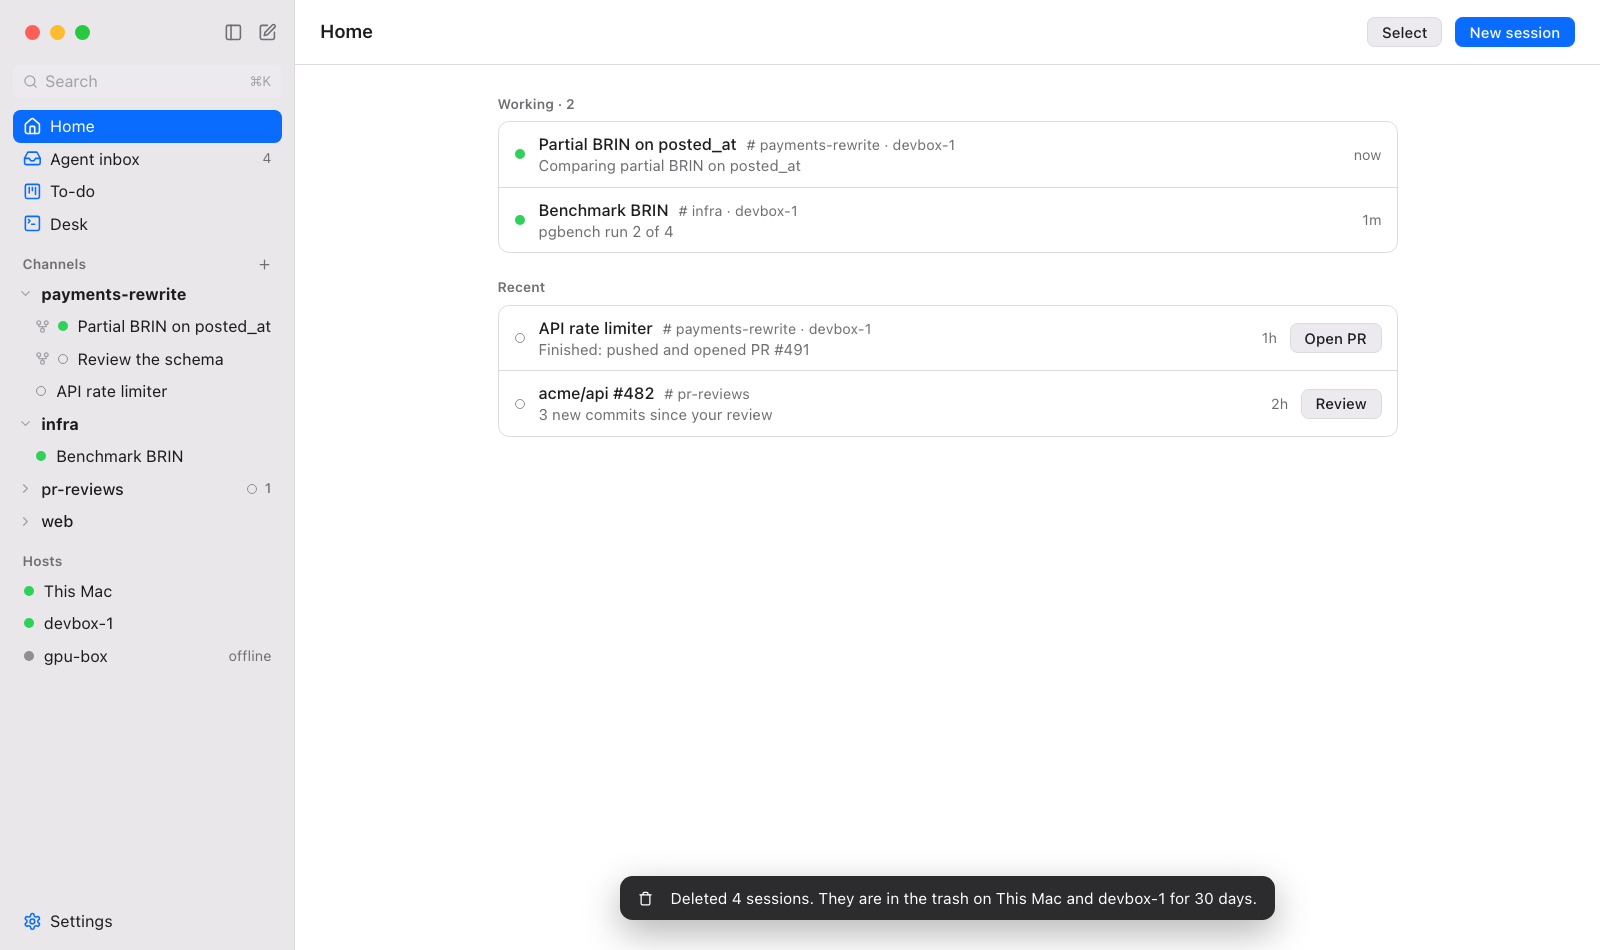 Search ⌘K
Home
Agent inbox 4
To-do
Desk
Channels
payments-rewrite
Partial BRIN on posted_at
Review the schema
API rate limiter
infra
Benchmark BRIN
pr-reviews 1
web
Hosts
This Mac
devbox-1
gpu-box offline
Settings
Home
Select
New session
Working · 2
Partial BRIN on posted_at # payments-rewrite · devbox-1
Comparing partial BRIN on posted_at
now
Benchmark BRIN # infra · devbox-1
pgbench run 2 of 4
1m
Recent
API rate limiter # payments-rewrite · devbox-1
Finished: pushed and opened PR #491
1h
Open PR
acme/api #482 # pr-reviews
3 new commits since your review
2h
Review
Deleted 4 sessions. They are in the trash on This Mac and devbox-1 for 30 days.